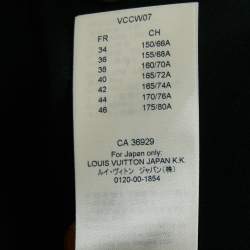 VCCW07
FR CH
34 150/66A
36 155/68A
38 160/70A
40 165/72A
42 165/74A
44 170/76A
46 175/80A
CA 36929
For Japan only:
LOUIS VUITTON JAPAN K.K.
ルイ・ヴィトン ジャパン(株)
0120-00-1854